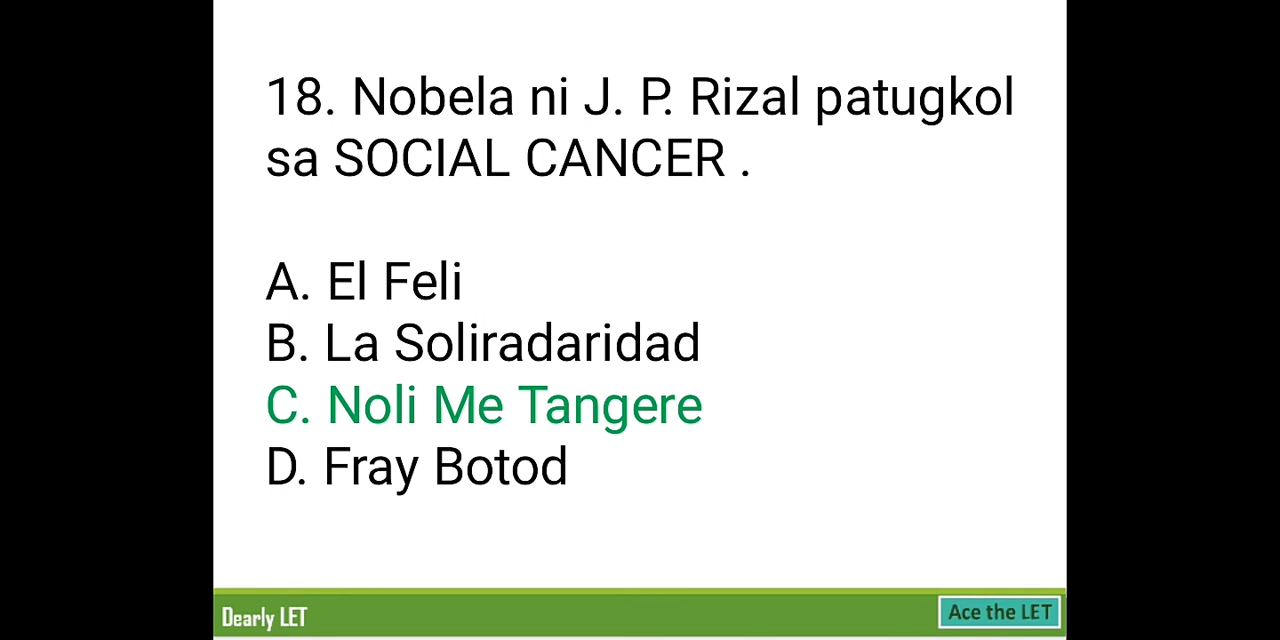 18. Nobela ni J. P. Rizal patugkol
sa SOCIAL CANCER .
A. El Feli
B. La Soliradaridad
C. Noli Me Tangere
D. Fray Botod
Dearly LET
Ace the LET